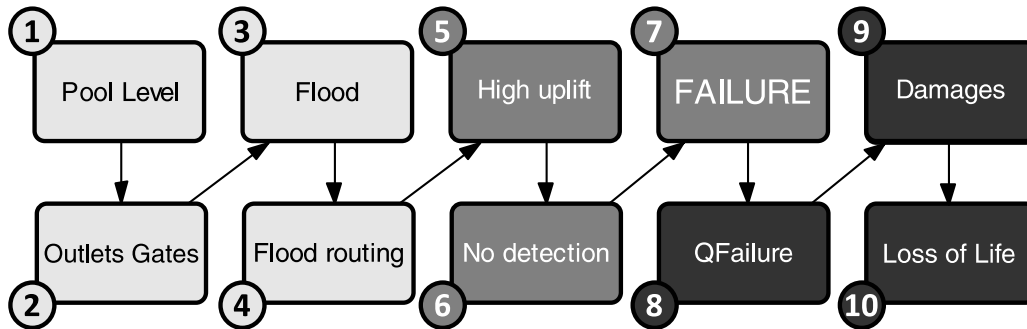 1
Pool Level
2
Outlets Gates
3
Flood
4
Flood routing
5
High uplift
6
No detection
7
FAILURE
8
QFailure
9
Damages
10
Loss of Life